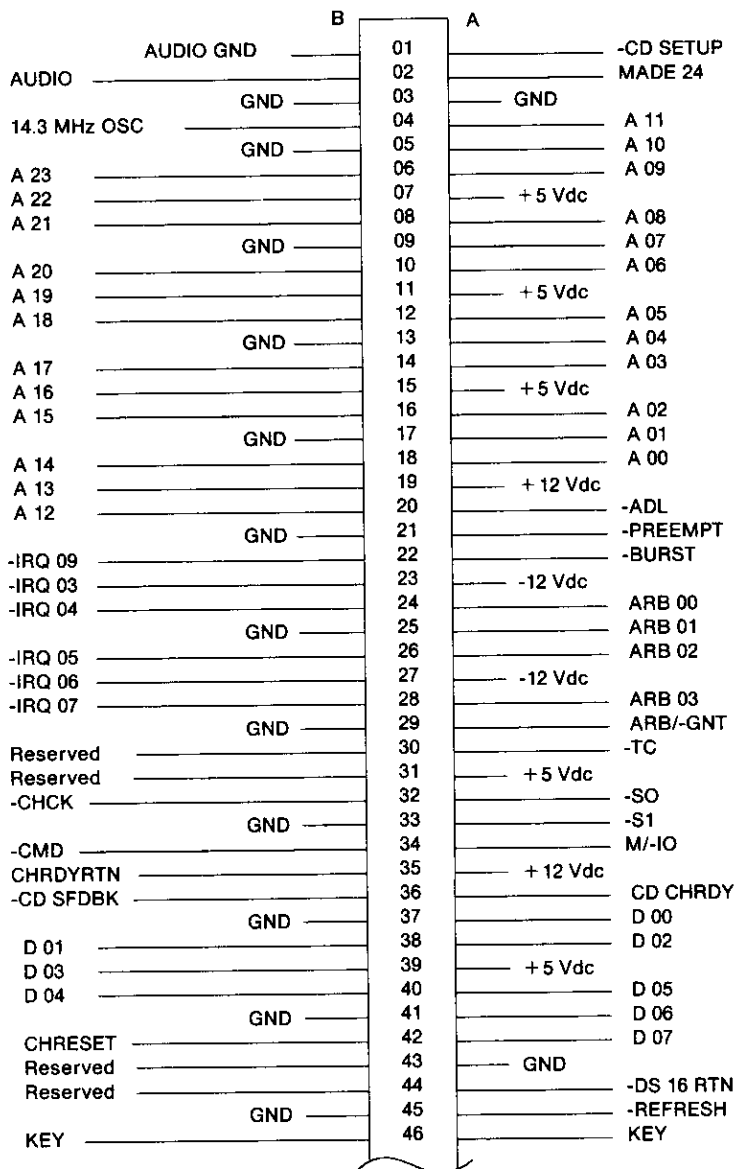 B A
AUDIO GND 01 -CD SETUP
AUDIO 02 MADE 24
GND 03 GND
14.3 MHz OSC 04 A 11
GND 05 A 10
A 23 06 A 09
A 22 07 +5 Vdc
A 21 08 A 08
GND 09 A 07
A 20 10 A 06
A 19 11 +5 Vdc
A 18 12 A 05
GND 13 A 04
A 17 14 A 03
A 16 15 +5 Vdc
A 15 16 A 02
GND 17 A 01
A 14 18 A 00
A 13 19 +12 Vdc
A 12 20 -ADL
GND 21 -PREEMPT
-IRQ 09 22 -BURST
-IRQ 03 23 -12 Vdc
-IRQ 04 24 ARB 00
GND 25 ARB 01
-IRQ 05 26 ARB 02
-IRQ 06 27 -12 Vdc
-IRQ 07 28 ARB 03
GND 29 ARB/-GNT
Reserved 30 -TC
Reserved 31 +5 Vdc
-CHCK 32 -SO
GND 33 -S1
-CMD 34 M/-IO
CHRDYRTN 35 +12 Vdc
-CD SFDBK 36 CD CHRDY
GND 37 D 00
D 01 38 D 02
D 03 39 +5 Vdc
D 04 40 D 05
GND 41 D 06
CHRESET 42 D 07
Reserved 43 GND
Reserved 44 -DS 16 RTN
GND 45 -REFRESH
KEY 46 KEY